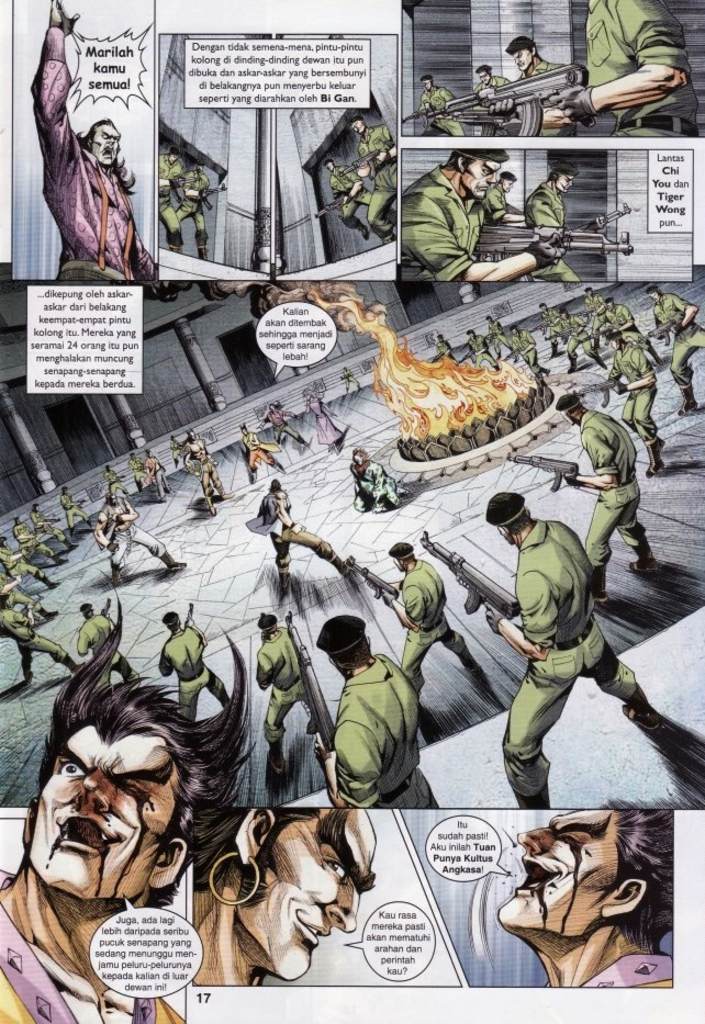 Marilah
kamu
semua!
Dengan tidak semena-mena, pintu-pintu
kolong di dinding-dinding dewan itu pun
dibuka dan askar-askar yang bersembunyi
di belakangnya pun menyerbu keluar
seperti yang diarahkan oleh Bi Gan.
Lantas
Chi
You dan
Tiger
Wong
pun...
...dikepung oleh askar-
askar dari belakang
keempat-empat pintu
kolong itu. Mereka yang
semuanya 24 orang itu pun
menghalakan muncung
senapang-senapang
kepada mereka berdua.
Kalian
akan ditembak
seperti sarang
lebah!
Juga, ada lagi
lebih daripada seribu
pucuk senapang yang
sedang menunggu men-
jamu peluru-pelurunya
kepada kalian di luar
dewan ini!
Kau rasa
mereka pasti
akan mematuhi
arahan dan
perintah
kau?
Itu
sudah pasti!
Aku inilah Tuan
Punya Kultus
Angkasa!
17